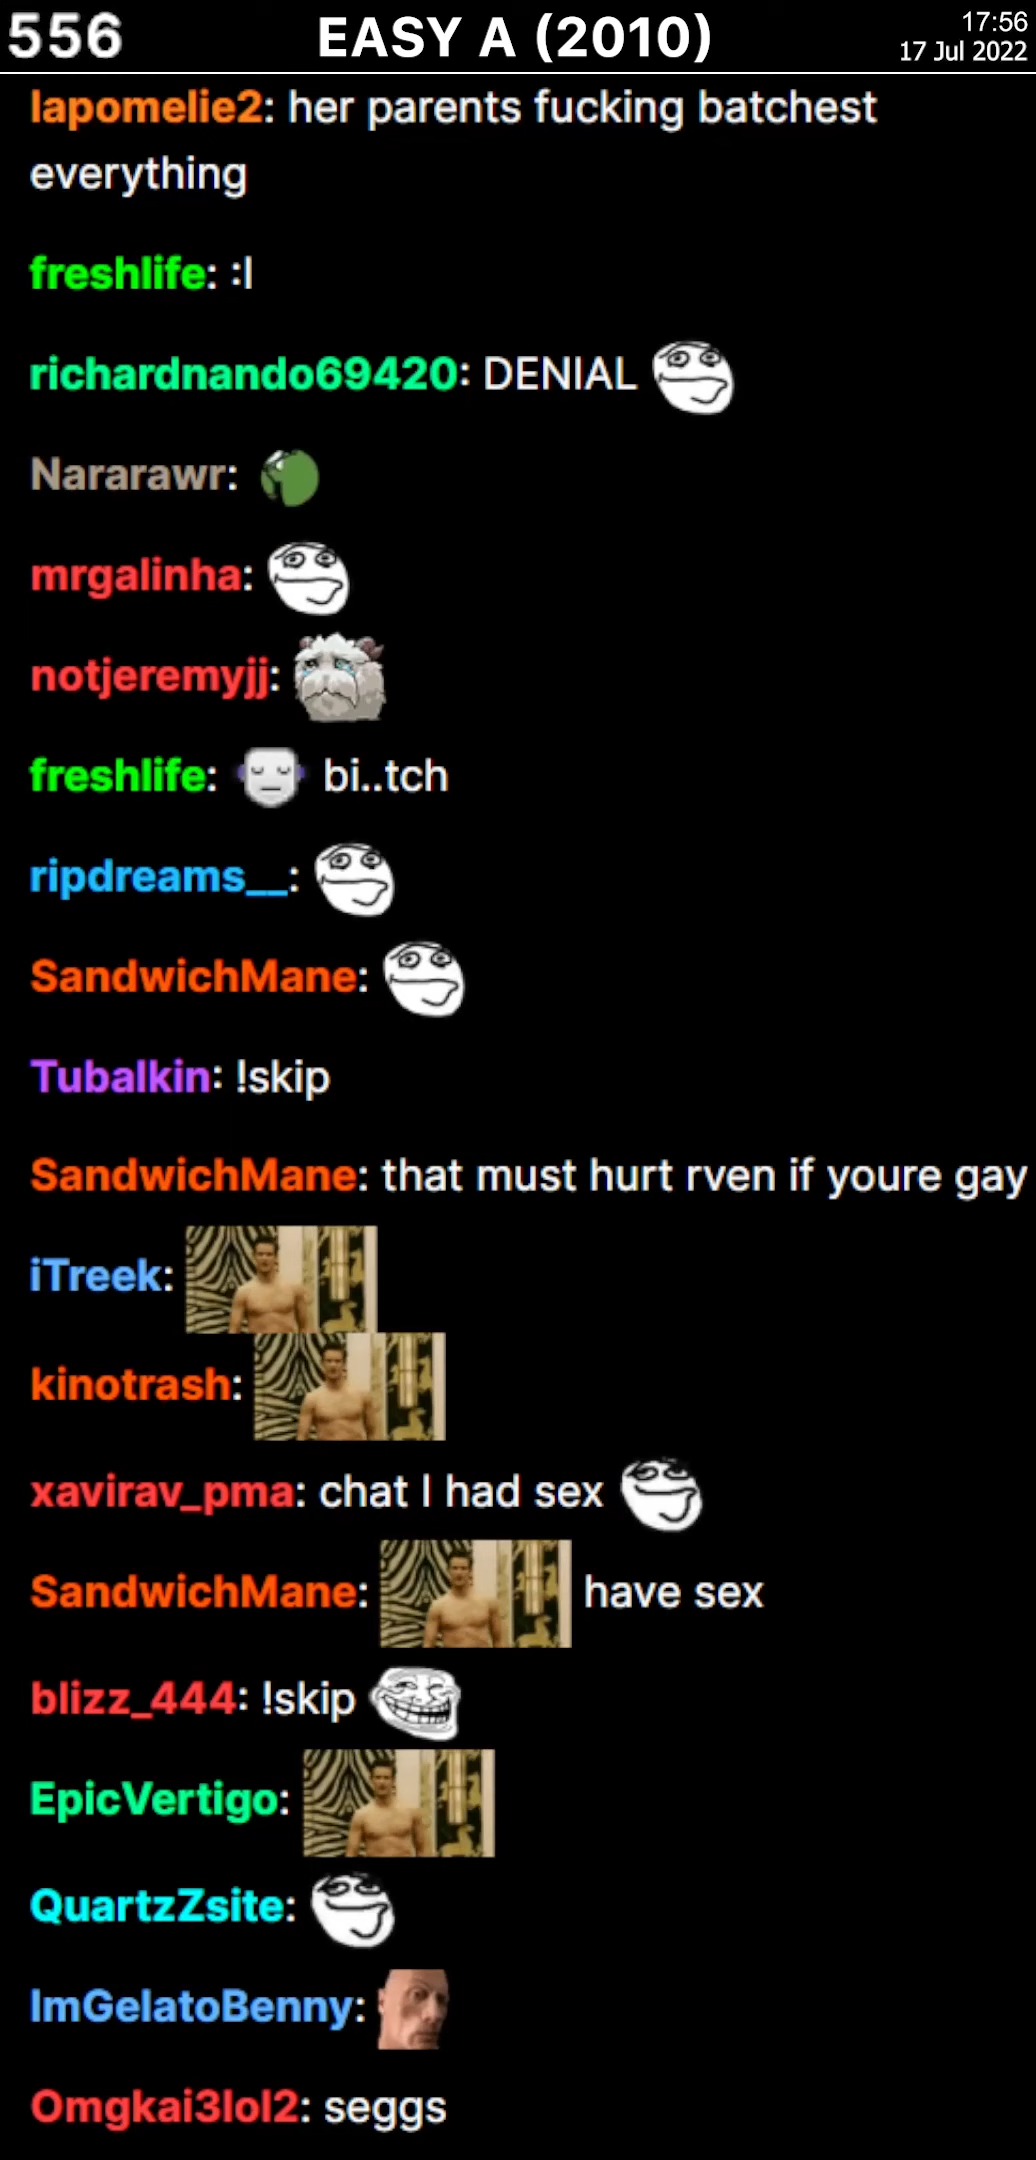 556
EASY A (2010)
17:56
17 Jul 2022
lapomelie2: her parents fucking batchest
everything
freshlife: :l
richardnando69420: DENIAL
Nararawr:
mrgalinha:
notjeremyjj:
freshlife: bi..tch
ripdreams__:
SandwichMane:
Tubalkin: !skip
SandwichMane: that must hurt rven if youre gay
iTreek:
kinotrash:
xavirav_pma: chat I had sex
SandwichMane: have sex
blizz_444: !skip
EpicVertigo:
QuartzZsite:
ImGelatoBenny:
Omgkai3lol2: seggs